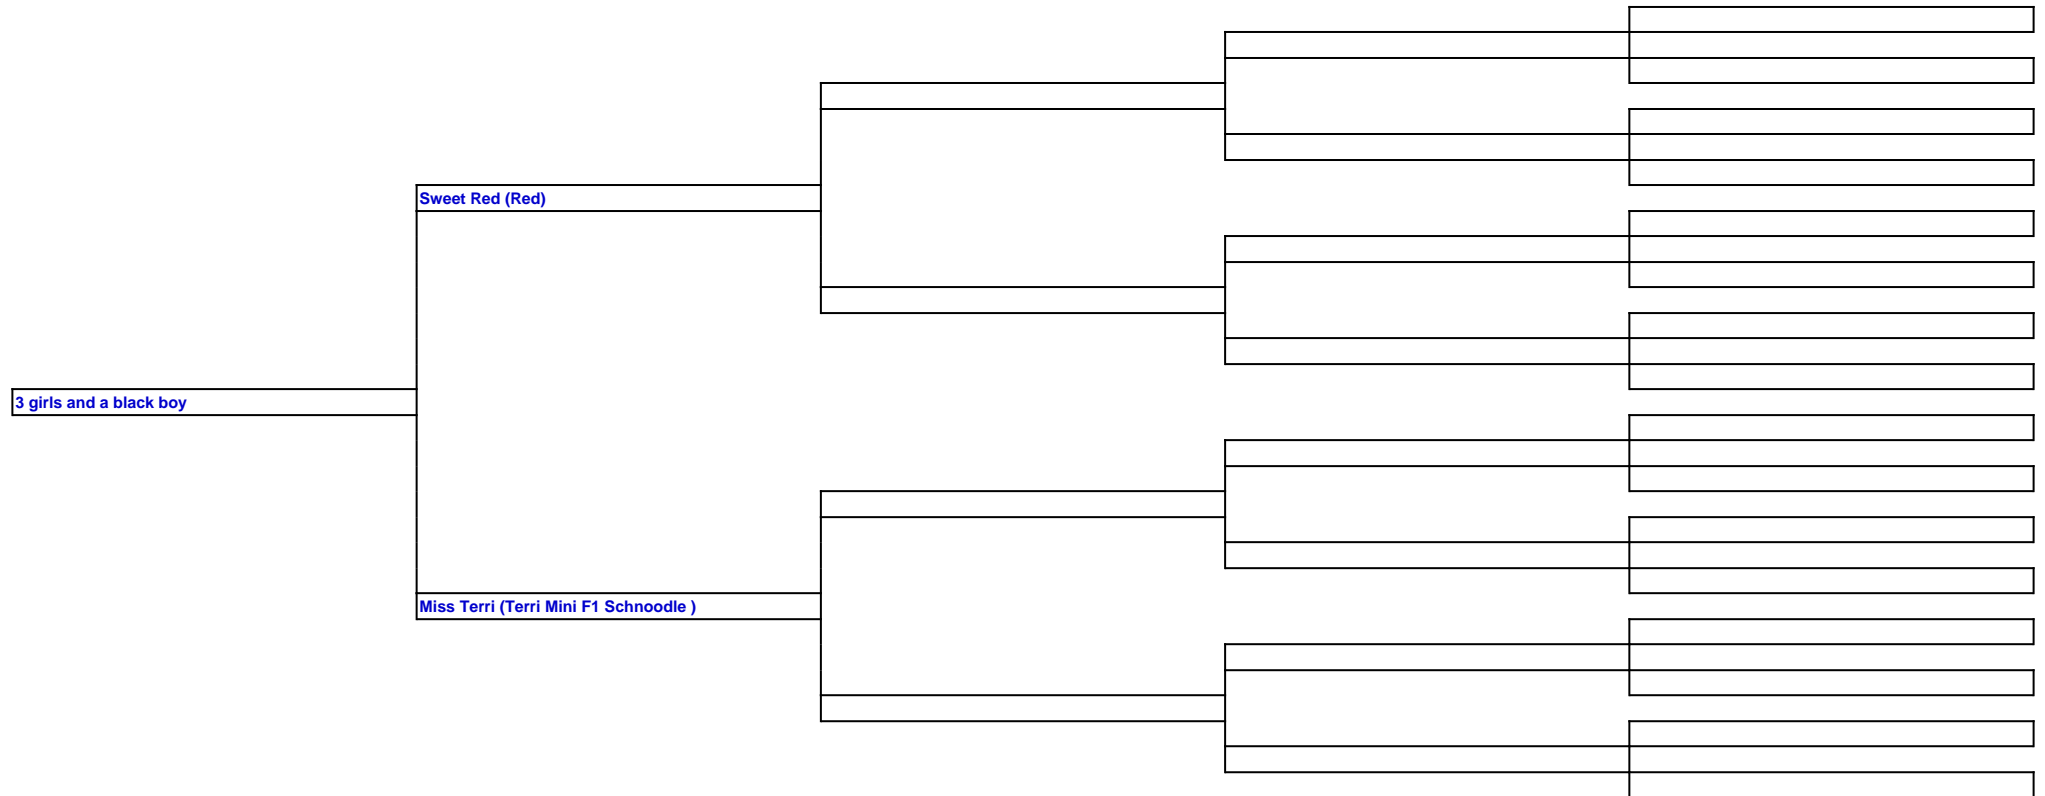 Sweet Red (Red)
3 girls and a black boy
Miss Terri (Terri Mini F1 Schnoodle )